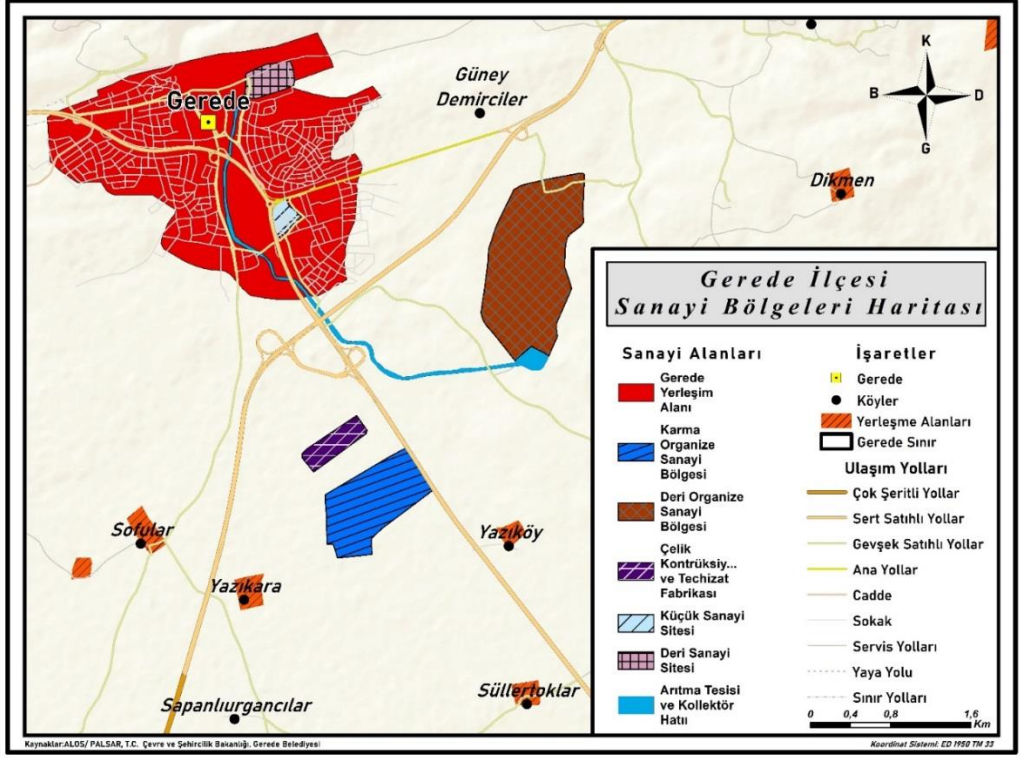 Gerede
Güney
Demirciler
K
B
D
G
Dikmen
Sofular
Yazıkara
Yazıköy
Sapanlıurgancılar
Süllertoklar
Gerede İlçesi
Sanayi Bölgeleri Haritası
Sanayi Alanları
Gerede
Yerleşim
Alanı
Karma
Organize
Sanayi
Bölgesi
Deri Organize
Sanayi
Bölgesi
Çelik
Kontrüksiy...
ve Techizat
Fabrikası
Küçük Sanayi
Sitesi
Deri Sanayi
Sitesi
Arıtma Tesisi
ve Kollektör
Hatıı
İşaretler
Gerede
Köyler
Yerleşme Alanları
Gerede Sınır
Ulaşım Yolları
Çok Şeritli Yollar
Sert Satıhlı Yollar
Gevşek Satıhlı Yollar
Ana Yollar
Cadde
Sokak
Servis Yolları
Yaya Yolu
Sınır Yolları
0 0,4 0,8 1,6
Km
Kaynaklar:ALOS/ PALSAR, T.C. Çevre ve Şehircilik Bakanlığı, Gerede Belediyesi
Koordinat Sistemi: ED 1950 TM 33